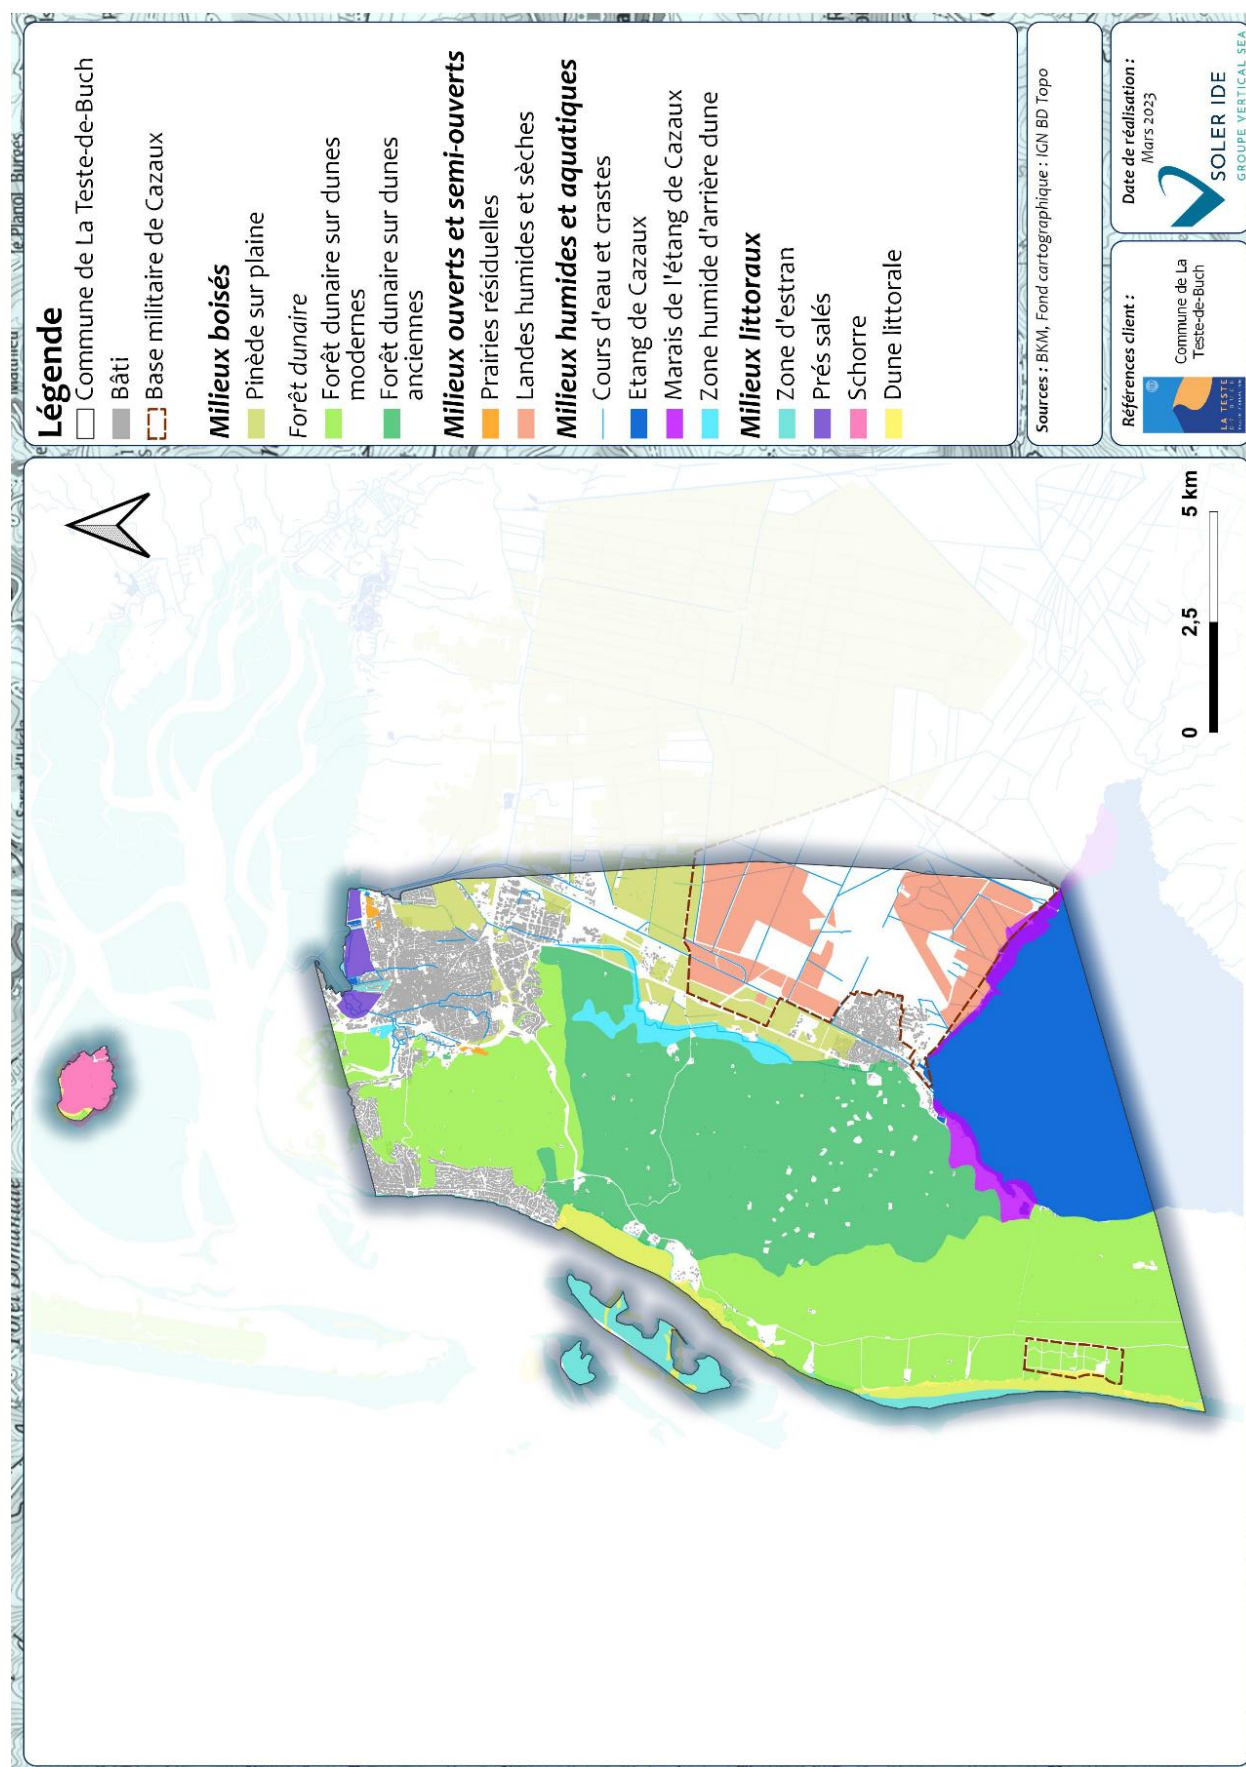 Légende
Commune de La Teste-de-Buch
Bâti
Base militaire de Cazaux
Milieux boisés
Pinède sur plaine
Forêt dunaire
Forêt dunaire sur dunes
modernes
Forêt dunaire sur dunes
anciennes
Milieux ouverts et semi-ouverts
Prairies résiduelles
Landes humides et sèches
Milieux humides et aquatiques
Cours d'eau et crastes
Etang de Cazaux
Marais de l'étang de Cazaux
Zone humide d'arrière dune
Milieux littoraux
Zone d'estran
Prés salés
Schorre
Dune littorale
Sources : BKM, Fond cartographique : IGN BD Topo
Références client :
LA TESTE
Commune de La
Teste-de-Buch
Date de réalisation :
Mars 2023
SOLER IDE
GROUPE VERTICAL SEA
0
2,5
5 km